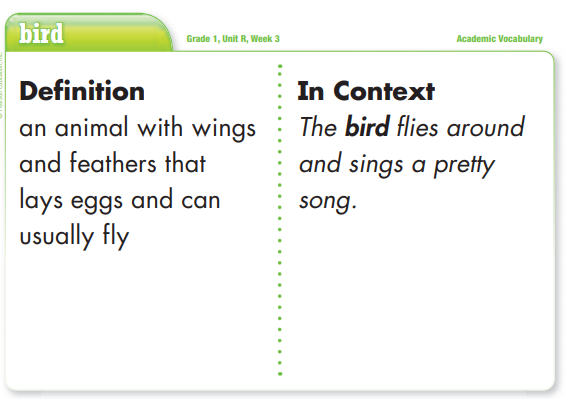 bird
Grade 1, Unit R, Week 3
Academic Vocabulary
Definition
an animal with wings
and feathers that
lays eggs and can
usually fly
In Context
The bird flies around
and sings a pretty
song.